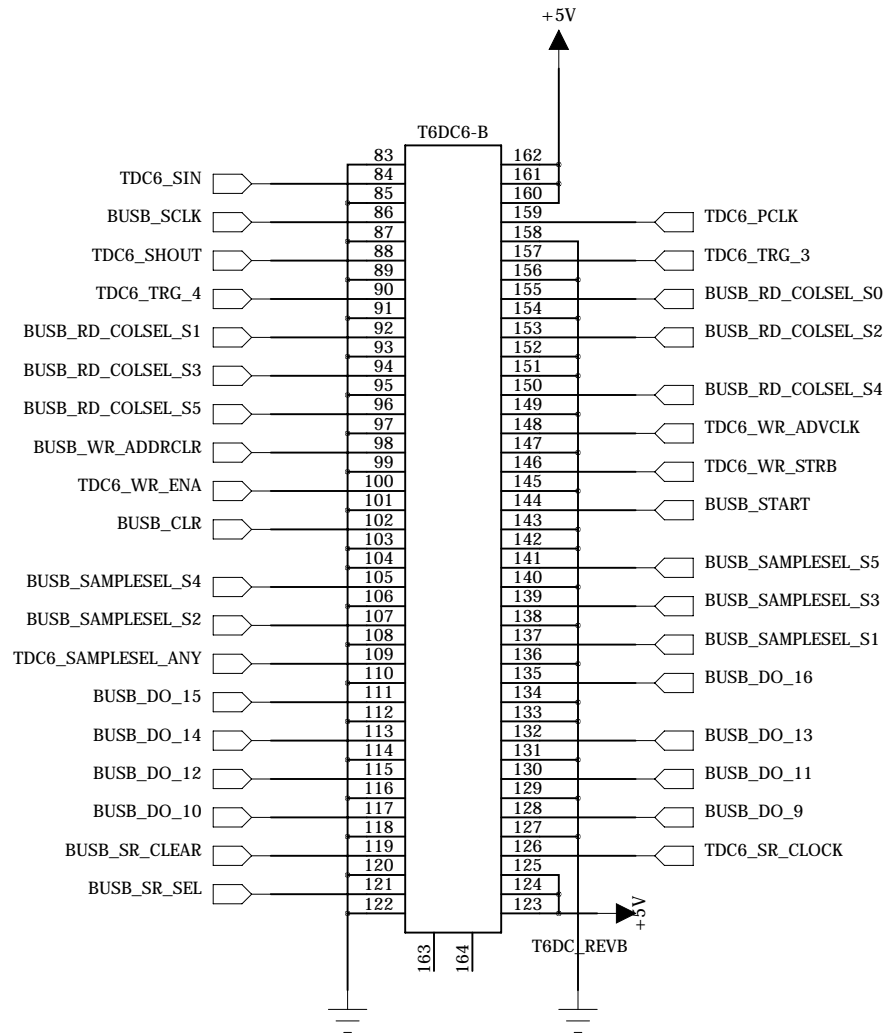 +5V
T6DC6-B
83 162
TDC6_SIN 84 161
85 160
BUSB_SCLK 86 159 TDC6_PCLK
87 158
TDC6_SHOUT 88 157 TDC6_TRG_3
89 156
TDC6_TRG_4 90 155 BUSB_RD_COLSEL_S0
91 154
BUSB_RD_COLSEL_S1 92 153 BUSB_RD_COLSEL_S2
93 152
BUSB_RD_COLSEL_S3 94 151
95 150 BUSB_RD_COLSEL_S4
BUSB_RD_COLSEL_S5 96 149
97 148 TDC6_WR_ADVCLK
BUSB_WR_ADDRCLR 98 147
99 146 TDC6_WR_STRB
TDC6_WR_ENA 100 145
101 144 BUSB_START
BUSB_CLR 102 143
103 142
104 141 BUSB_SAMPLESEL_S5
BUSB_SAMPLESEL_S4 105 140
106 139 BUSB_SAMPLESEL_S3
BUSB_SAMPLESEL_S2 107 138
108 137 BUSB_SAMPLESEL_S1
TDC6_SAMPLESEL_ANY 109 136
110 135 BUSB_DO_16
BUSB_DO_15 111 134
112 133
BUSB_DO_14 113 132 BUSB_DO_13
114 131
BUSB_DO_12 115 130 BUSB_DO_11
116 129
BUSB_DO_10 117 128 BUSB_DO_9
118 127
BUSB_SR_CLEAR 119 126 TDC6_SR_CLOCK
120 125
BUSB_SR_SEL 121 124
122 123 +5V
163 164 T6DC_REVB